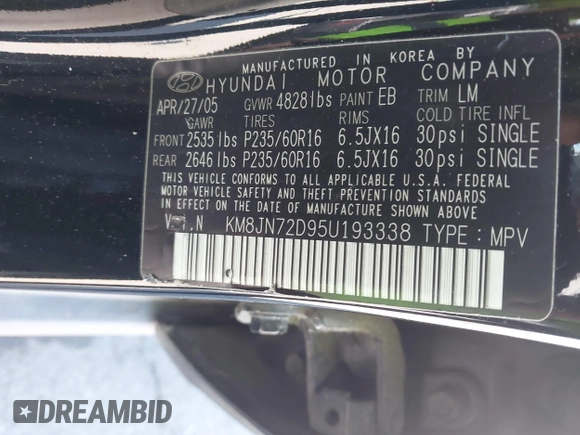 MANUFACTURED IN KOREA BY
HYUNDAI MOTOR COMPANY
APR/27/05 GVWR 4828lbs PAINT EB TRIM LM
GAWR TIRES RIMS COLD TIRE INFL
FRONT 2535lbs P235/60R16 6.5JX16 30psi SINGLE
REAR 2646lbs P235/60R16 6.5JX16 30psi SINGLE
THIS VEHICLE CONFORMS TO ALL APPLICABLE U.S.A. FEDERAL
MOTOR VEHICLE SAFETY AND THEFT PREVENTION STANDARDS IN
EFFECT ON THE DATE OF MANUFACTURE SHOWN ABOVE.
V.I.N KM8JN72D95U193338 TYPE : MPV
DREAMBID